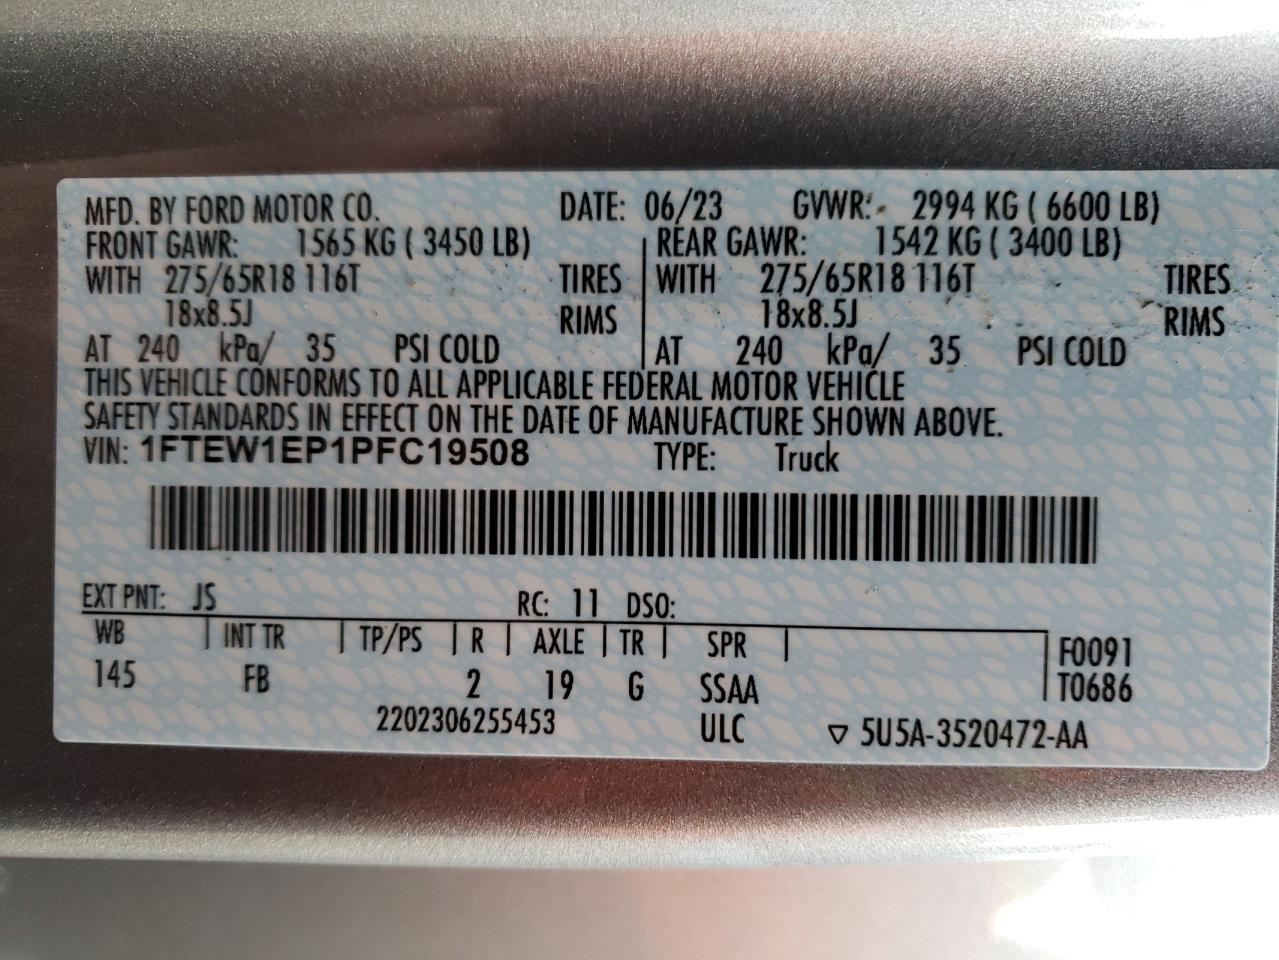 MFD. BY FORD MOTOR CO. DATE: 06/23 GVWR: 2994 KG ( 6600 LB)
FRONT GAWR: 1565 KG ( 3450 LB) REAR GAWR: 1542 KG ( 3400 LB)
WITH 275/65R18 116T TIRES WITH 275/65R18 116T TIRES
18x8.5J RIMS 18x8.5J RIMS
AT 240 kPa/ 35 PSI COLD AT 240 kPa/ 35 PSI COLD
THIS VEHICLE CONFORMS TO ALL APPLICABLE FEDERAL MOTOR VEHICLE
SAFETY STANDARDS IN EFFECT ON THE DATE OF MANUFACTURE SHOWN ABOVE.
VIN: 1FTEW1EP1PFC19508 TYPE: Truck
EXT PNT: JS RC: 11 DSO:
WB INT TR TP/PS R AXLE TR SPR F0091
145 FB 2 19 G SSAA T0686
2202306255453 ULC ▽ 5U5A-3520472-AA